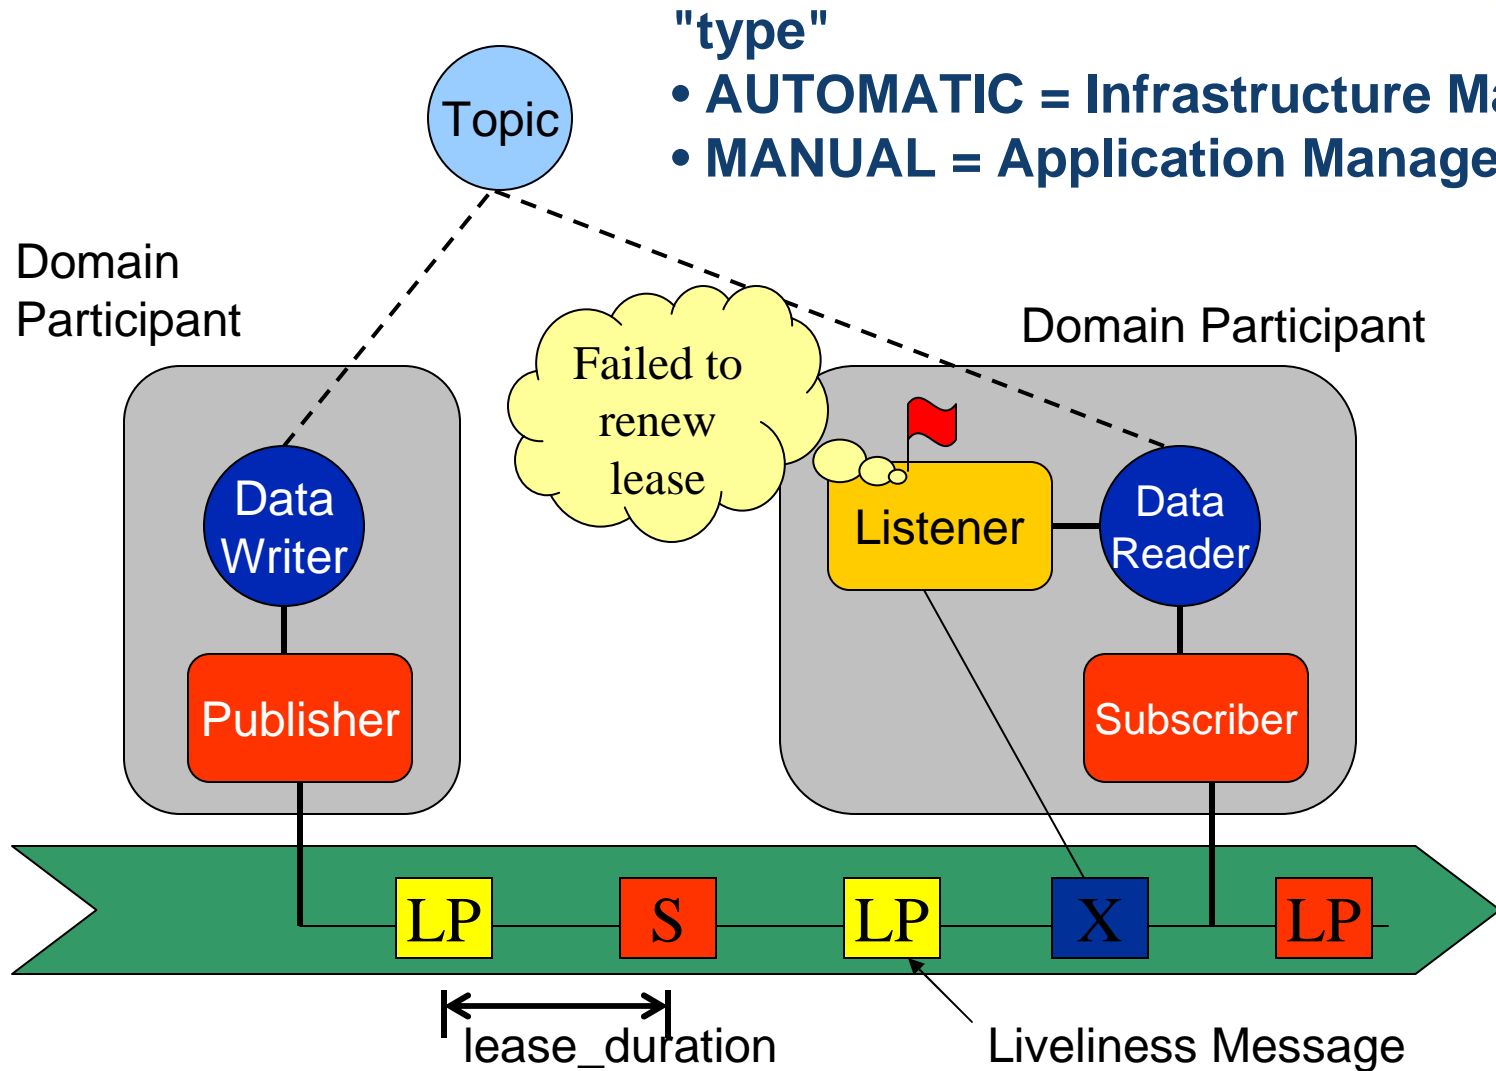 "type"
• AUTOMATIC = Infrastructure Ma
• MANUAL = Application Manage
Topic
Domain
Participant
Domain Participant
Failed to
renew
lease
Data
Writer
Listener
Data
Reader
Publisher
Subscriber
LP
S
LP
X
LP
lease_duration
Liveliness Message